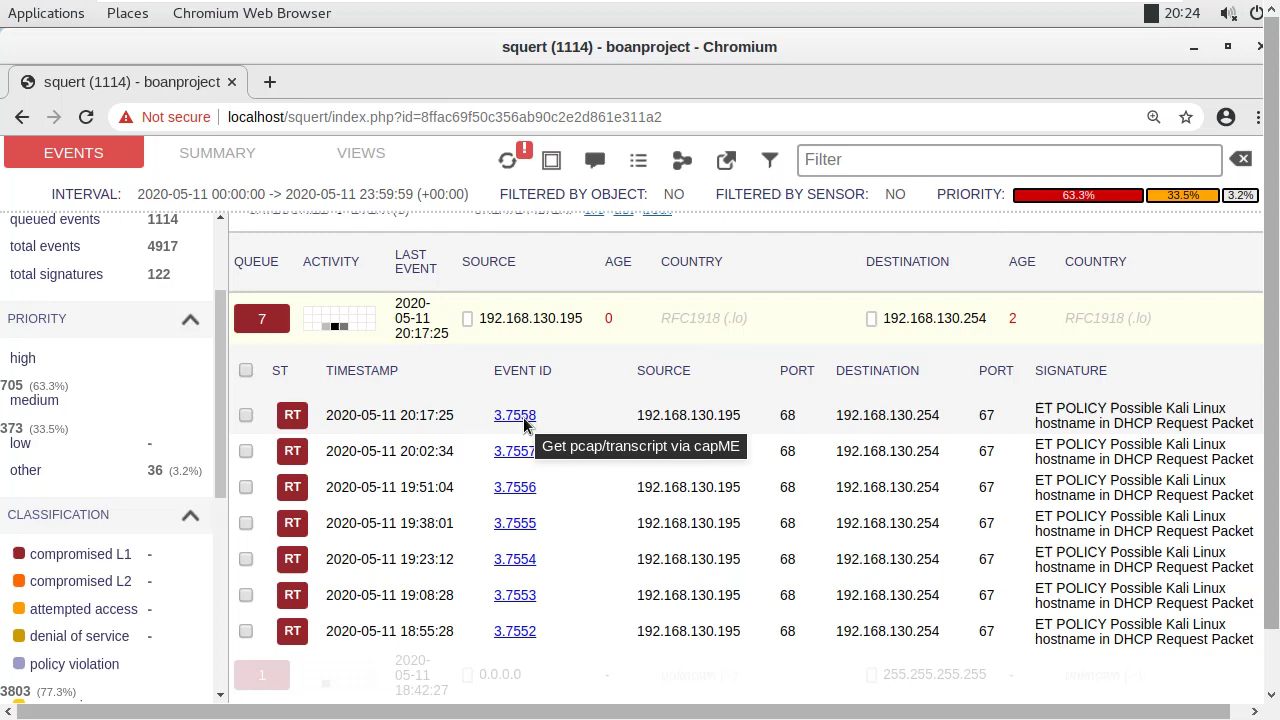 Applications Places Chromium Web Browser 20:24
squert (1114) - boanproject - Chromium
squert (1114) - boanproject
Not secure localhost/squert/index.php?id=8ffac69f50c356ab90c2e2d861e311a2
EVENTS SUMMARY VIEWS ! Filter
INTERVAL: 2020-05-11 00:00:00 -> 2020-05-11 23:59:59 (+00:00) FILTERED BY OBJECT: NO FILTERED BY SENSOR: NO PRIORITY: 63.3% 33.5% 3.2%
queued events 1114
total events 4917
total signatures 122
PRIORITY
high
705 (63.3%)
medium
373 (33.5%)
low -
other 36 (3.2%)
CLASSIFICATION
compromised L1 -
compromised L2 -
attempted access -
denial of service -
policy violation
3803 (77.3%)
QUEUE ACTIVITY LAST EVENT SOURCE AGE COUNTRY DESTINATION AGE COUNTRY
7 2020-05-11 20:17:25 192.168.130.195 0 RFC1918 (.lo) 192.168.130.254 2 RFC1918 (.lo)
ST TIMESTAMP EVENT ID SOURCE PORT DESTINATION PORT SIGNATURE
RT 2020-05-11 20:17:25 3.7558 192.168.130.195 68 192.168.130.254 67 ET POLICY Possible Kali Linux hostname in DHCP Request Packet
Get pcap/transcript via capME
RT 2020-05-11 20:02:34 3.7557 68 192.168.130.254 67 ET POLICY Possible Kali Linux hostname in DHCP Request Packet
RT 2020-05-11 19:51:04 3.7556 192.168.130.195 68 192.168.130.254 67 ET POLICY Possible Kali Linux hostname in DHCP Request Packet
RT 2020-05-11 19:38:01 3.7555 192.168.130.195 68 192.168.130.254 67 ET POLICY Possible Kali Linux hostname in DHCP Request Packet
RT 2020-05-11 19:23:12 3.7554 192.168.130.195 68 192.168.130.254 67 ET POLICY Possible Kali Linux hostname in DHCP Request Packet
RT 2020-05-11 19:08:28 3.7553 192.168.130.195 68 192.168.130.254 67 ET POLICY Possible Kali Linux hostname in DHCP Request Packet
RT 2020-05-11 18:55:28 3.7552 192.168.130.195 68 192.168.130.254 67 ET POLICY Possible Kali Linux hostname in DHCP Request Packet
1 2020-05-11 18:42:27 0.0.0.0 - 255.255.255.255 -